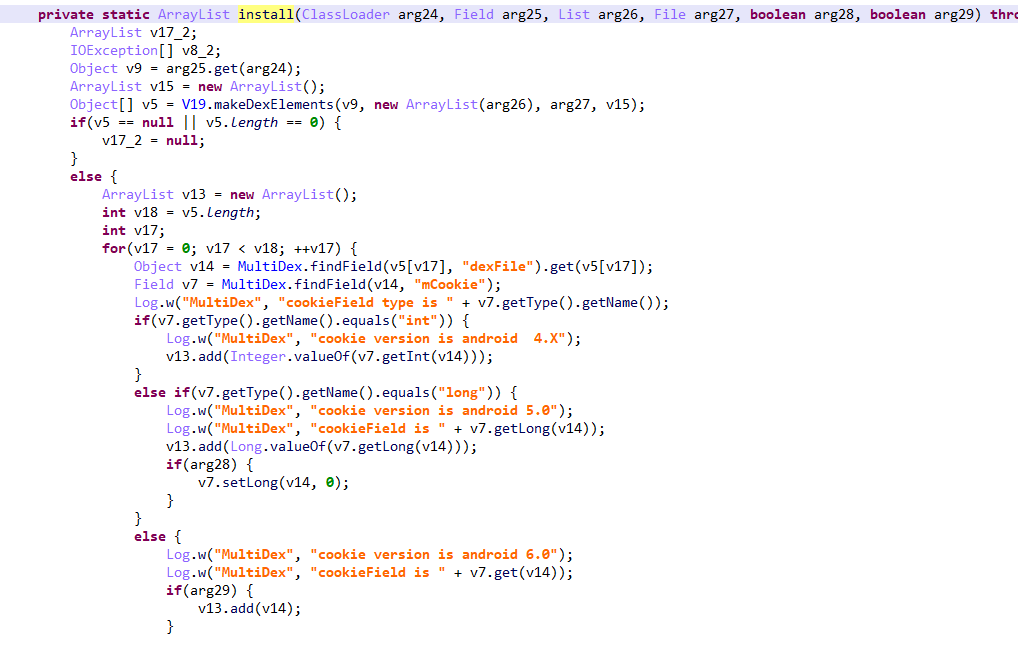 private static ArrayList install(ClassLoader arg24, Field arg25, List arg26, File arg27, boolean arg28, boolean arg29) thro
    ArrayList v17_2;
    IOException[] v8_2;
    Object v9 = arg25.get(arg24);
    ArrayList v15 = new ArrayList();
    Object[] v5 = V19.makeDexElements(v9, new ArrayList(arg26), arg27, v15);
    if(v5 == null || v5.length == 0) {
        v17_2 = null;
    }
    else {
        ArrayList v13 = new ArrayList();
        int v18 = v5.length;
        int v17;
        for(v17 = 0; v17 < v18; ++v17) {
            Object v14 = MultiDex.findField(v5[v17], "dexFile").get(v5[v17]);
            Field v7 = MultiDex.findField(v14, "mCookie");
            Log.w("MultiDex", "cookieField type is " + v7.getType().getName());
            if(v7.getType().getName().equals("int")) {
                Log.w("MultiDex", "cookie version is android  4.X");
                v13.add(Integer.valueOf(v7.getInt(v14)));
            }
            else if(v7.getType().getName().equals("long")) {
                Log.w("MultiDex", "cookie version is android 5.0");
                Log.w("MultiDex", "cookieField is " + v7.getLong(v14));
                v13.add(Long.valueOf(v7.getLong(v14)));
                if(arg28) {
                    v7.setLong(v14, 0);
                }
            }
            else {
                Log.w("MultiDex", "cookie version is android 6.0");
                Log.w("MultiDex", "cookieField is " + v7.get(v14));
                if(arg29) {
                    v13.add(v14);
                }